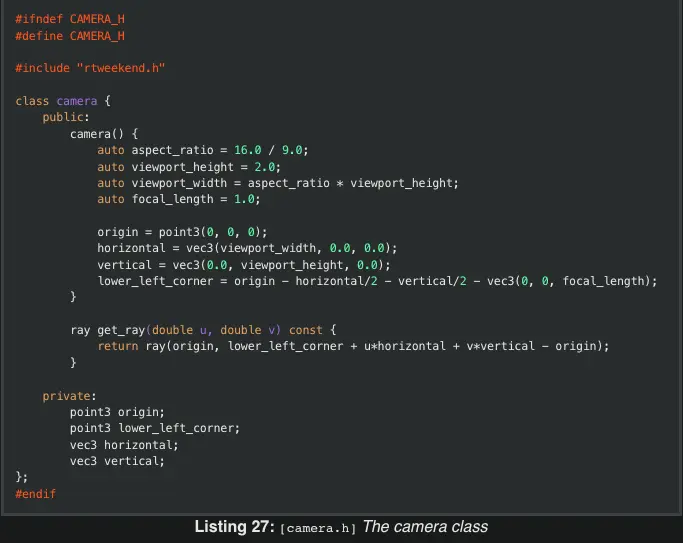 #ifndef CAMERA_H
#define CAMERA_H

#include "rtweekend.h"

class camera {
    public:
        camera() {
            auto aspect_ratio = 16.0 / 9.0;
            auto viewport_height = 2.0;
            auto viewport_width = aspect_ratio * viewport_height;
            auto focal_length = 1.0;

            origin = point3(0, 0, 0);
            horizontal = vec3(viewport_width, 0.0, 0.0);
            vertical = vec3(0.0, viewport_height, 0.0);
            lower_left_corner = origin - horizontal/2 - vertical/2 - vec3(0, 0, focal_length);
        }

        ray get_ray(double u, double v) const {
            return ray(origin, lower_left_corner + u*horizontal + v*vertical - origin);
        }

    private:
        point3 origin;
        point3 lower_left_corner;
        vec3 horizontal;
        vec3 vertical;
};
#endif
Listing 27: [camera.h] The camera class